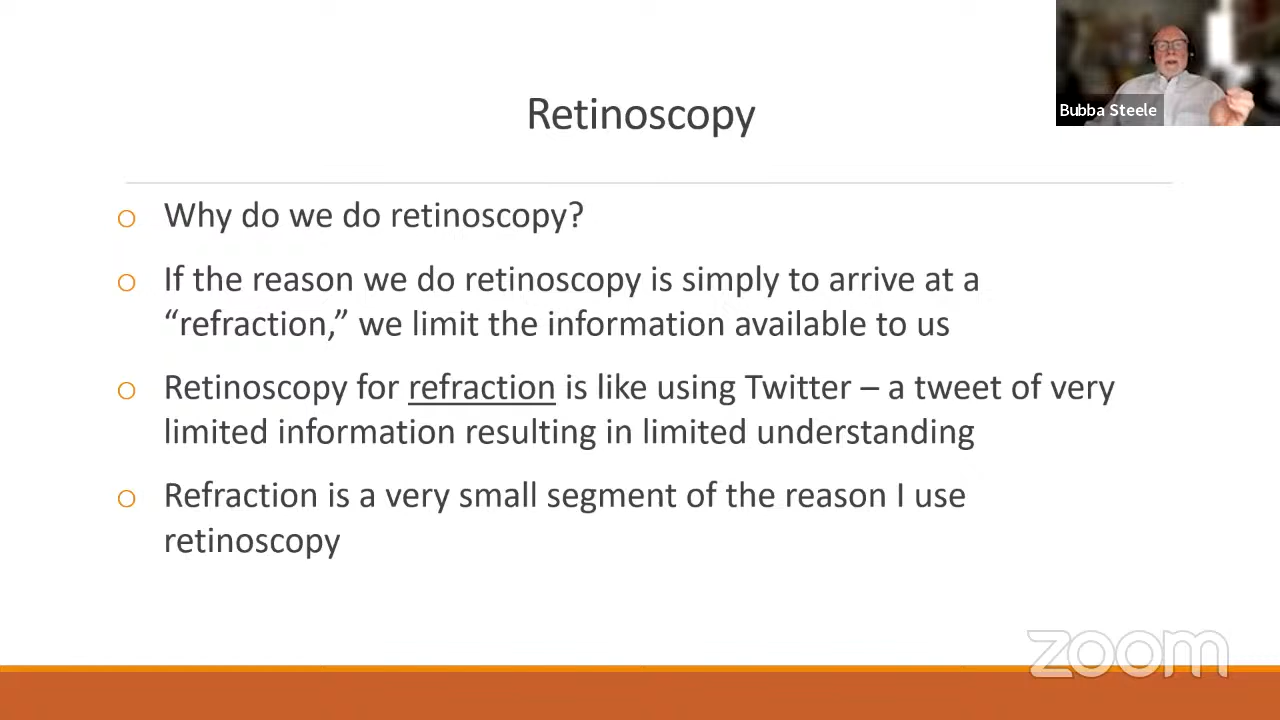 Bubba Steele
Retinoscopy
o Why do we do retinoscopy?
o If the reason we do retinoscopy is simply to arrive at a
“refraction,” we limit the information available to us
o Retinoscopy for refraction is like using Twitter – a tweet of very
limited information resulting in limited understanding
o Refraction is a very small segment of the reason I use
retinoscopy
zoom